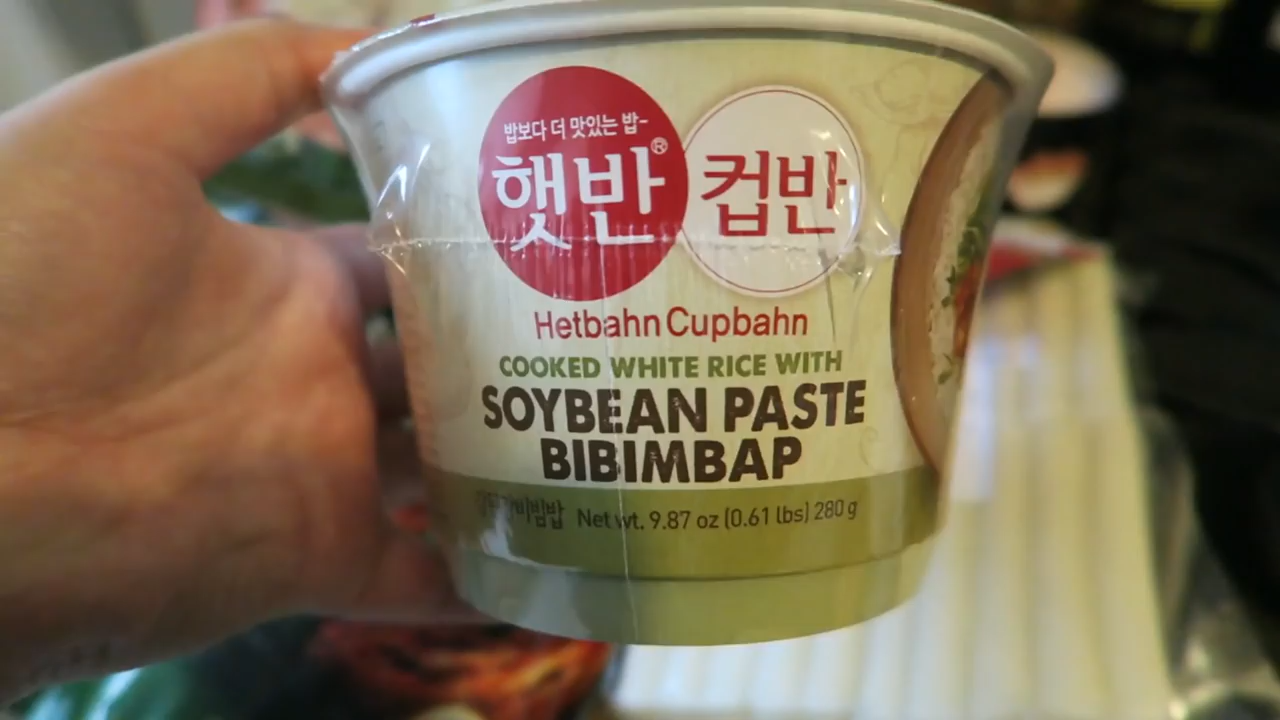 밥보다 더 맛있는 밥-
햇반®
컵반
Hetbahn Cupbahn
COOKED WHITE RICE WITH
SOYBEAN PASTE
BIBIMBAP
비빔밥 Net wt. 9.87 oz (0.61 lbs) 280 g